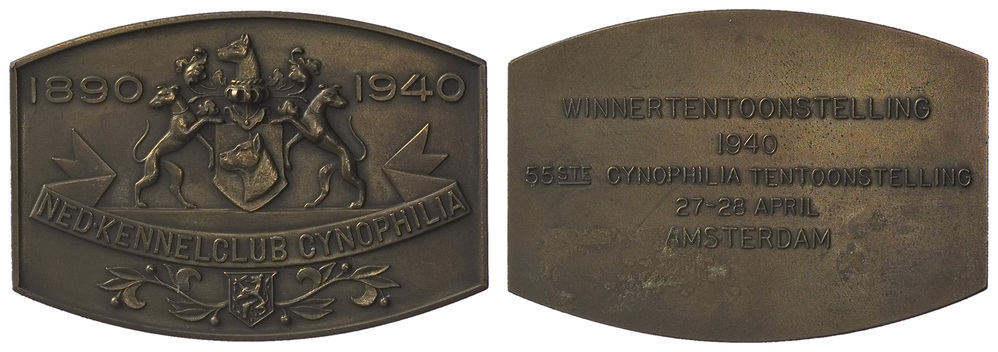 1890 1940
NED·KENNELCLUB CYNOPHILIA
WINNERTENTOONSTELLING
1940
55STE CYNOPHILIA TENTOONSTELLING
27-28 APRIL
AMSTERDAM